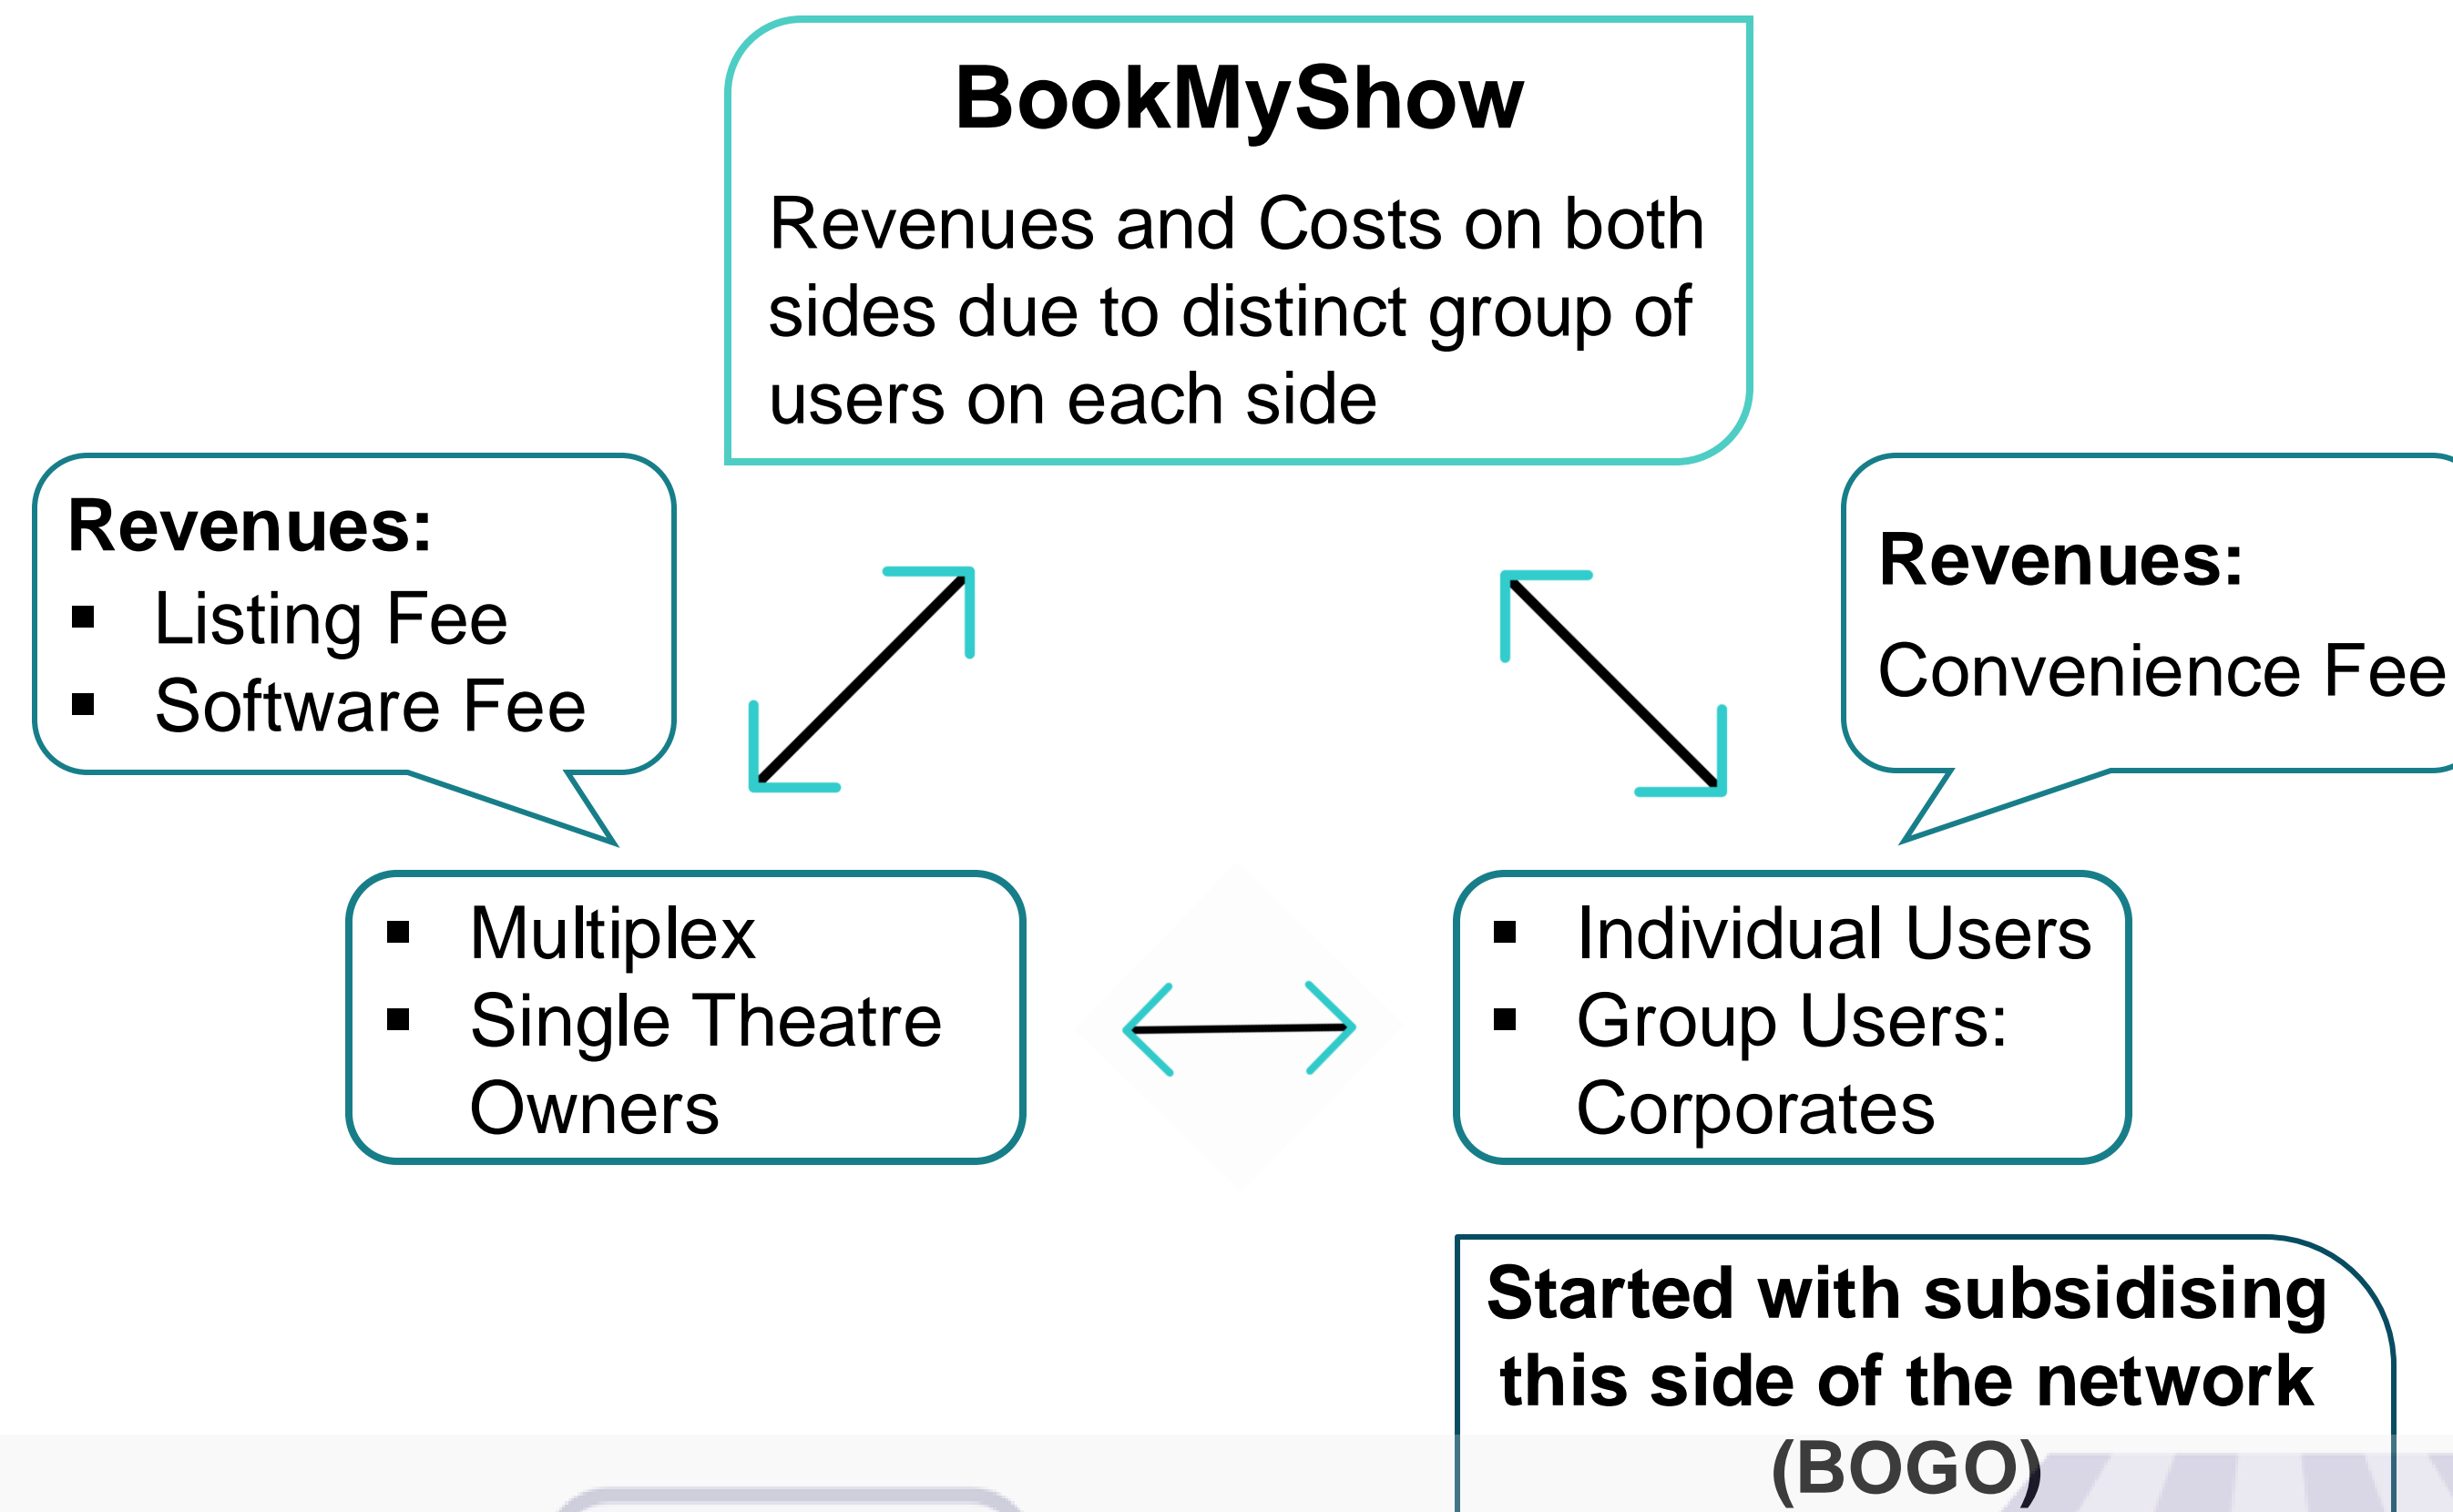 BookMyShow
Revenues and Costs on both
sides due to distinct group of
users on each side
Revenues:
▪ Listing Fee
▪ Software Fee
Revenues:
Convenience Fee
▪ Multiplex
▪ Single Theatre
Owners
▪ Individual Users
▪ Group Users:
Corporates
Started with subsidising
this side of the network
(BOGO)